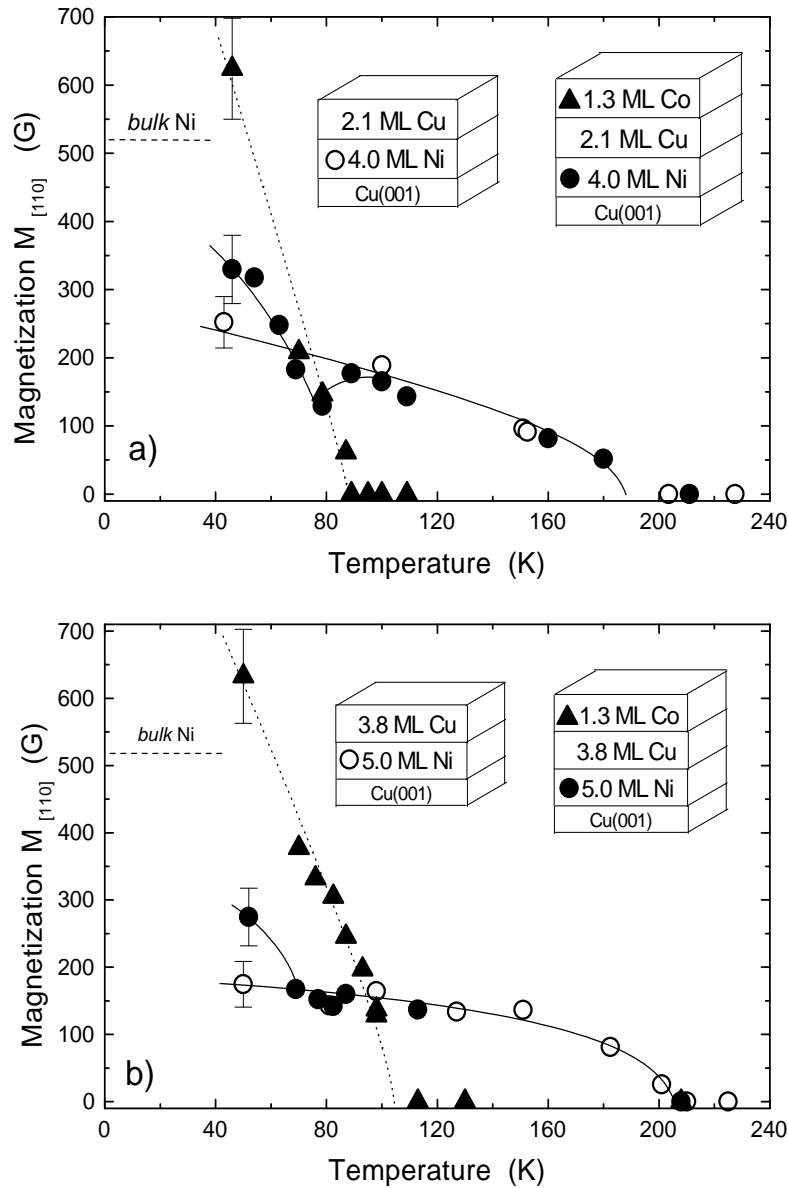 700
600
500
400
300
200
100
0
Magnetization M [110] (G)
bulk Ni
2.1 ML Cu
4.0 ML Ni
Cu(001)
1.3 ML Co
2.1 ML Cu
4.0 ML Ni
Cu(001)
a)
0 40 80 120 160 200 240
Temperature (K)
700
600
500
400
300
200
100
0
Magnetization M [110] (G)
bulk Ni
3.8 ML Cu
5.0 ML Ni
Cu(001)
1.3 ML Co
3.8 ML Cu
5.0 ML Ni
Cu(001)
b)
0 40 80 120 160 200 240
Temperature (K)